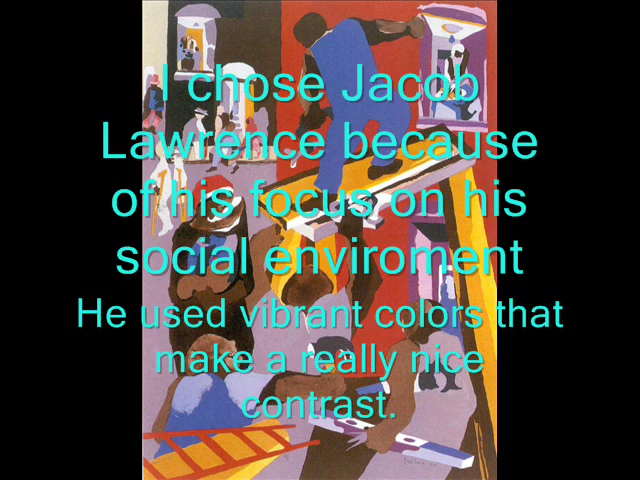 I chose Jacob
Lawrence because
of his focus on his
social enviroment
He used vibrant colors that
make a really nice
contrast.